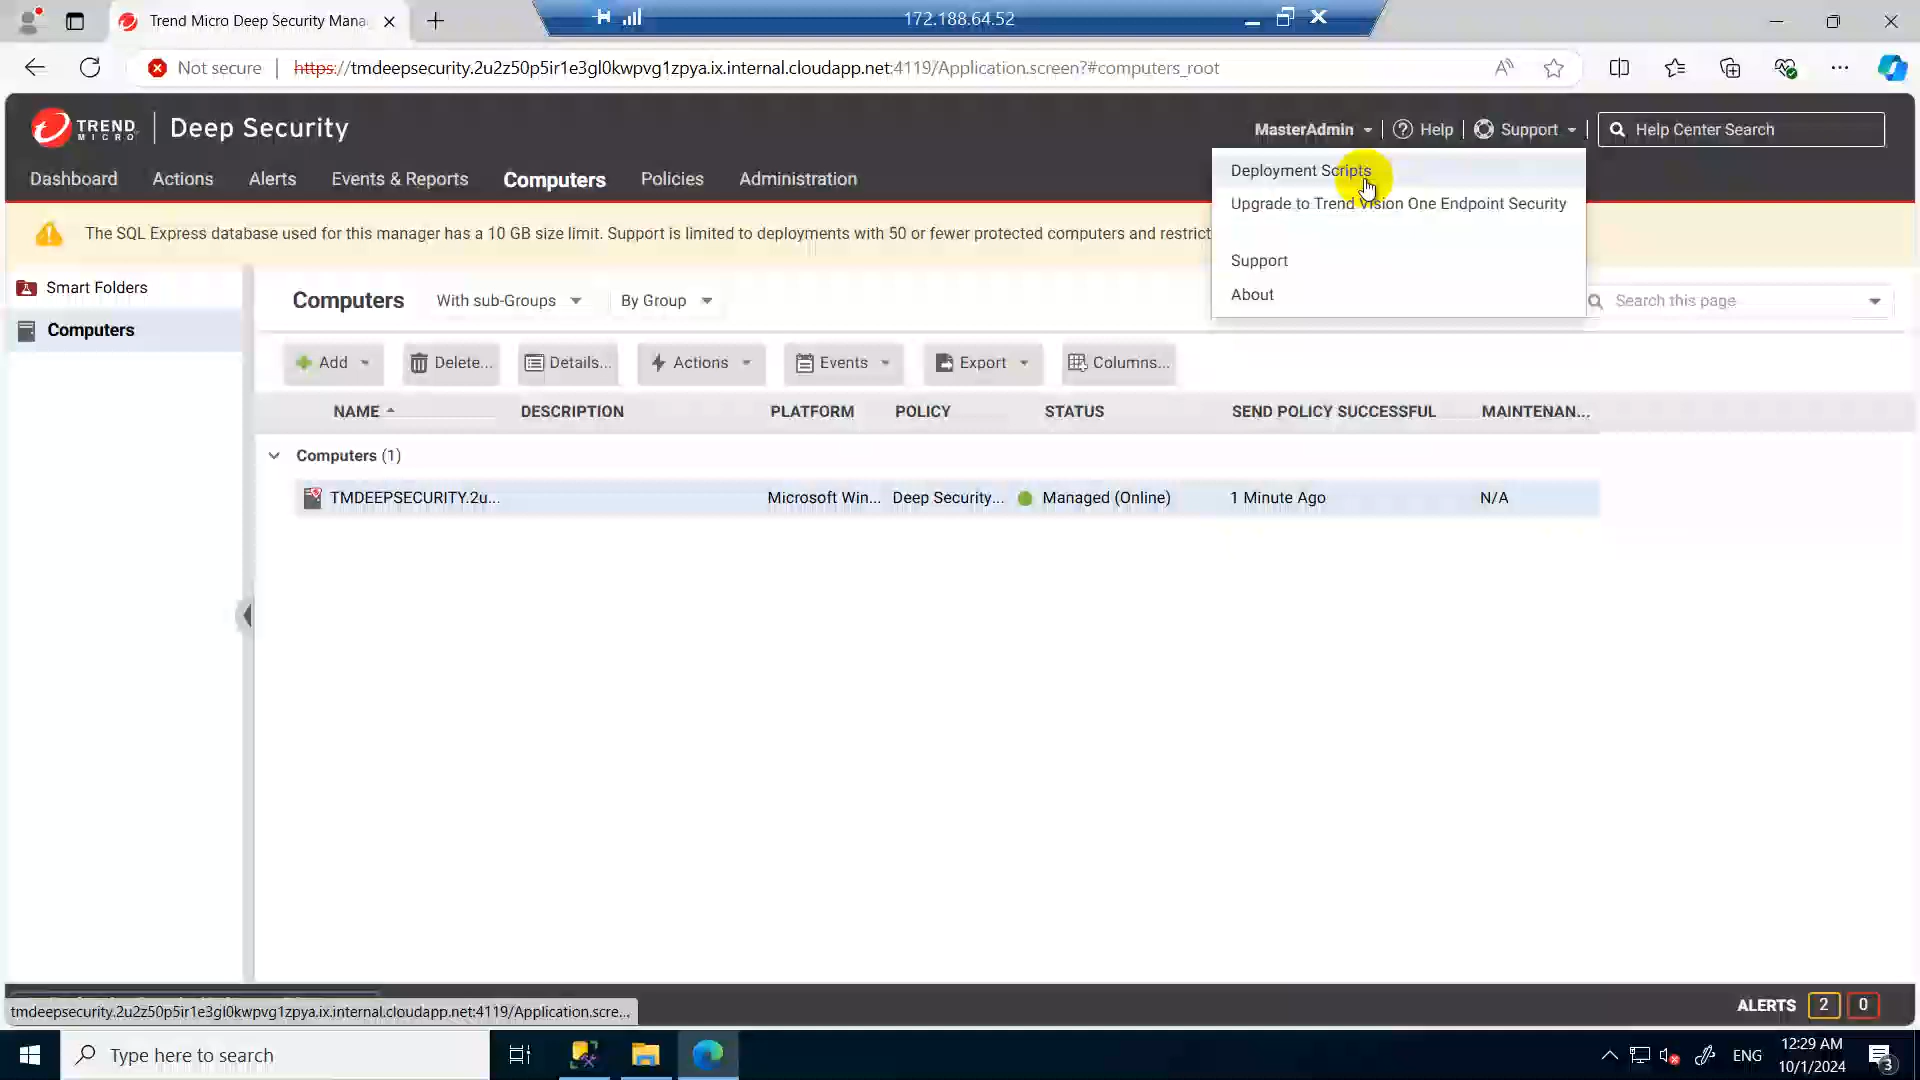 Trend Micro Deep Security Mana
172.188.64.52
Not secure
https://tmdeepsecurity.2u2z50p5ir1e3gl0kwpvg1zpya.ix.internal.cloudapp.net:4119/Application.screen?#computers_root
TREND MICRO
Deep Security
MasterAdmin
Help
Support
Help Center Search
Dashboard
Actions
Alerts
Events & Reports
Computers
Policies
Administration
Deployment Scripts
Upgrade to Trend Vision One Endpoint Security
Support
About
The SQL Express database used for this manager has a 10 GB size limit. Support is limited to deployments with 50 or fewer protected computers and restrict
Smart Folders
Computers
Computers
With sub-Groups
By Group
Search this page
Add
Delete...
Details...
Actions
Events
Export
Columns...
NAME
DESCRIPTION
PLATFORM
POLICY
STATUS
SEND POLICY SUCCESSFUL
MAINTENAN...
Computers (1)
TMDEEPSECURITY.2u...
Microsoft Win...
Deep Security...
Managed (Online)
1 Minute Ago
N/A
tmdeepsecurity.2u2z50p5ir1e3gl0kwpvg1zpya.ix.internal.cloudapp.net:4119/Application.scre...
ALERTS
2
0
Type here to search
ENG
12:29 AM
10/1/2024
3